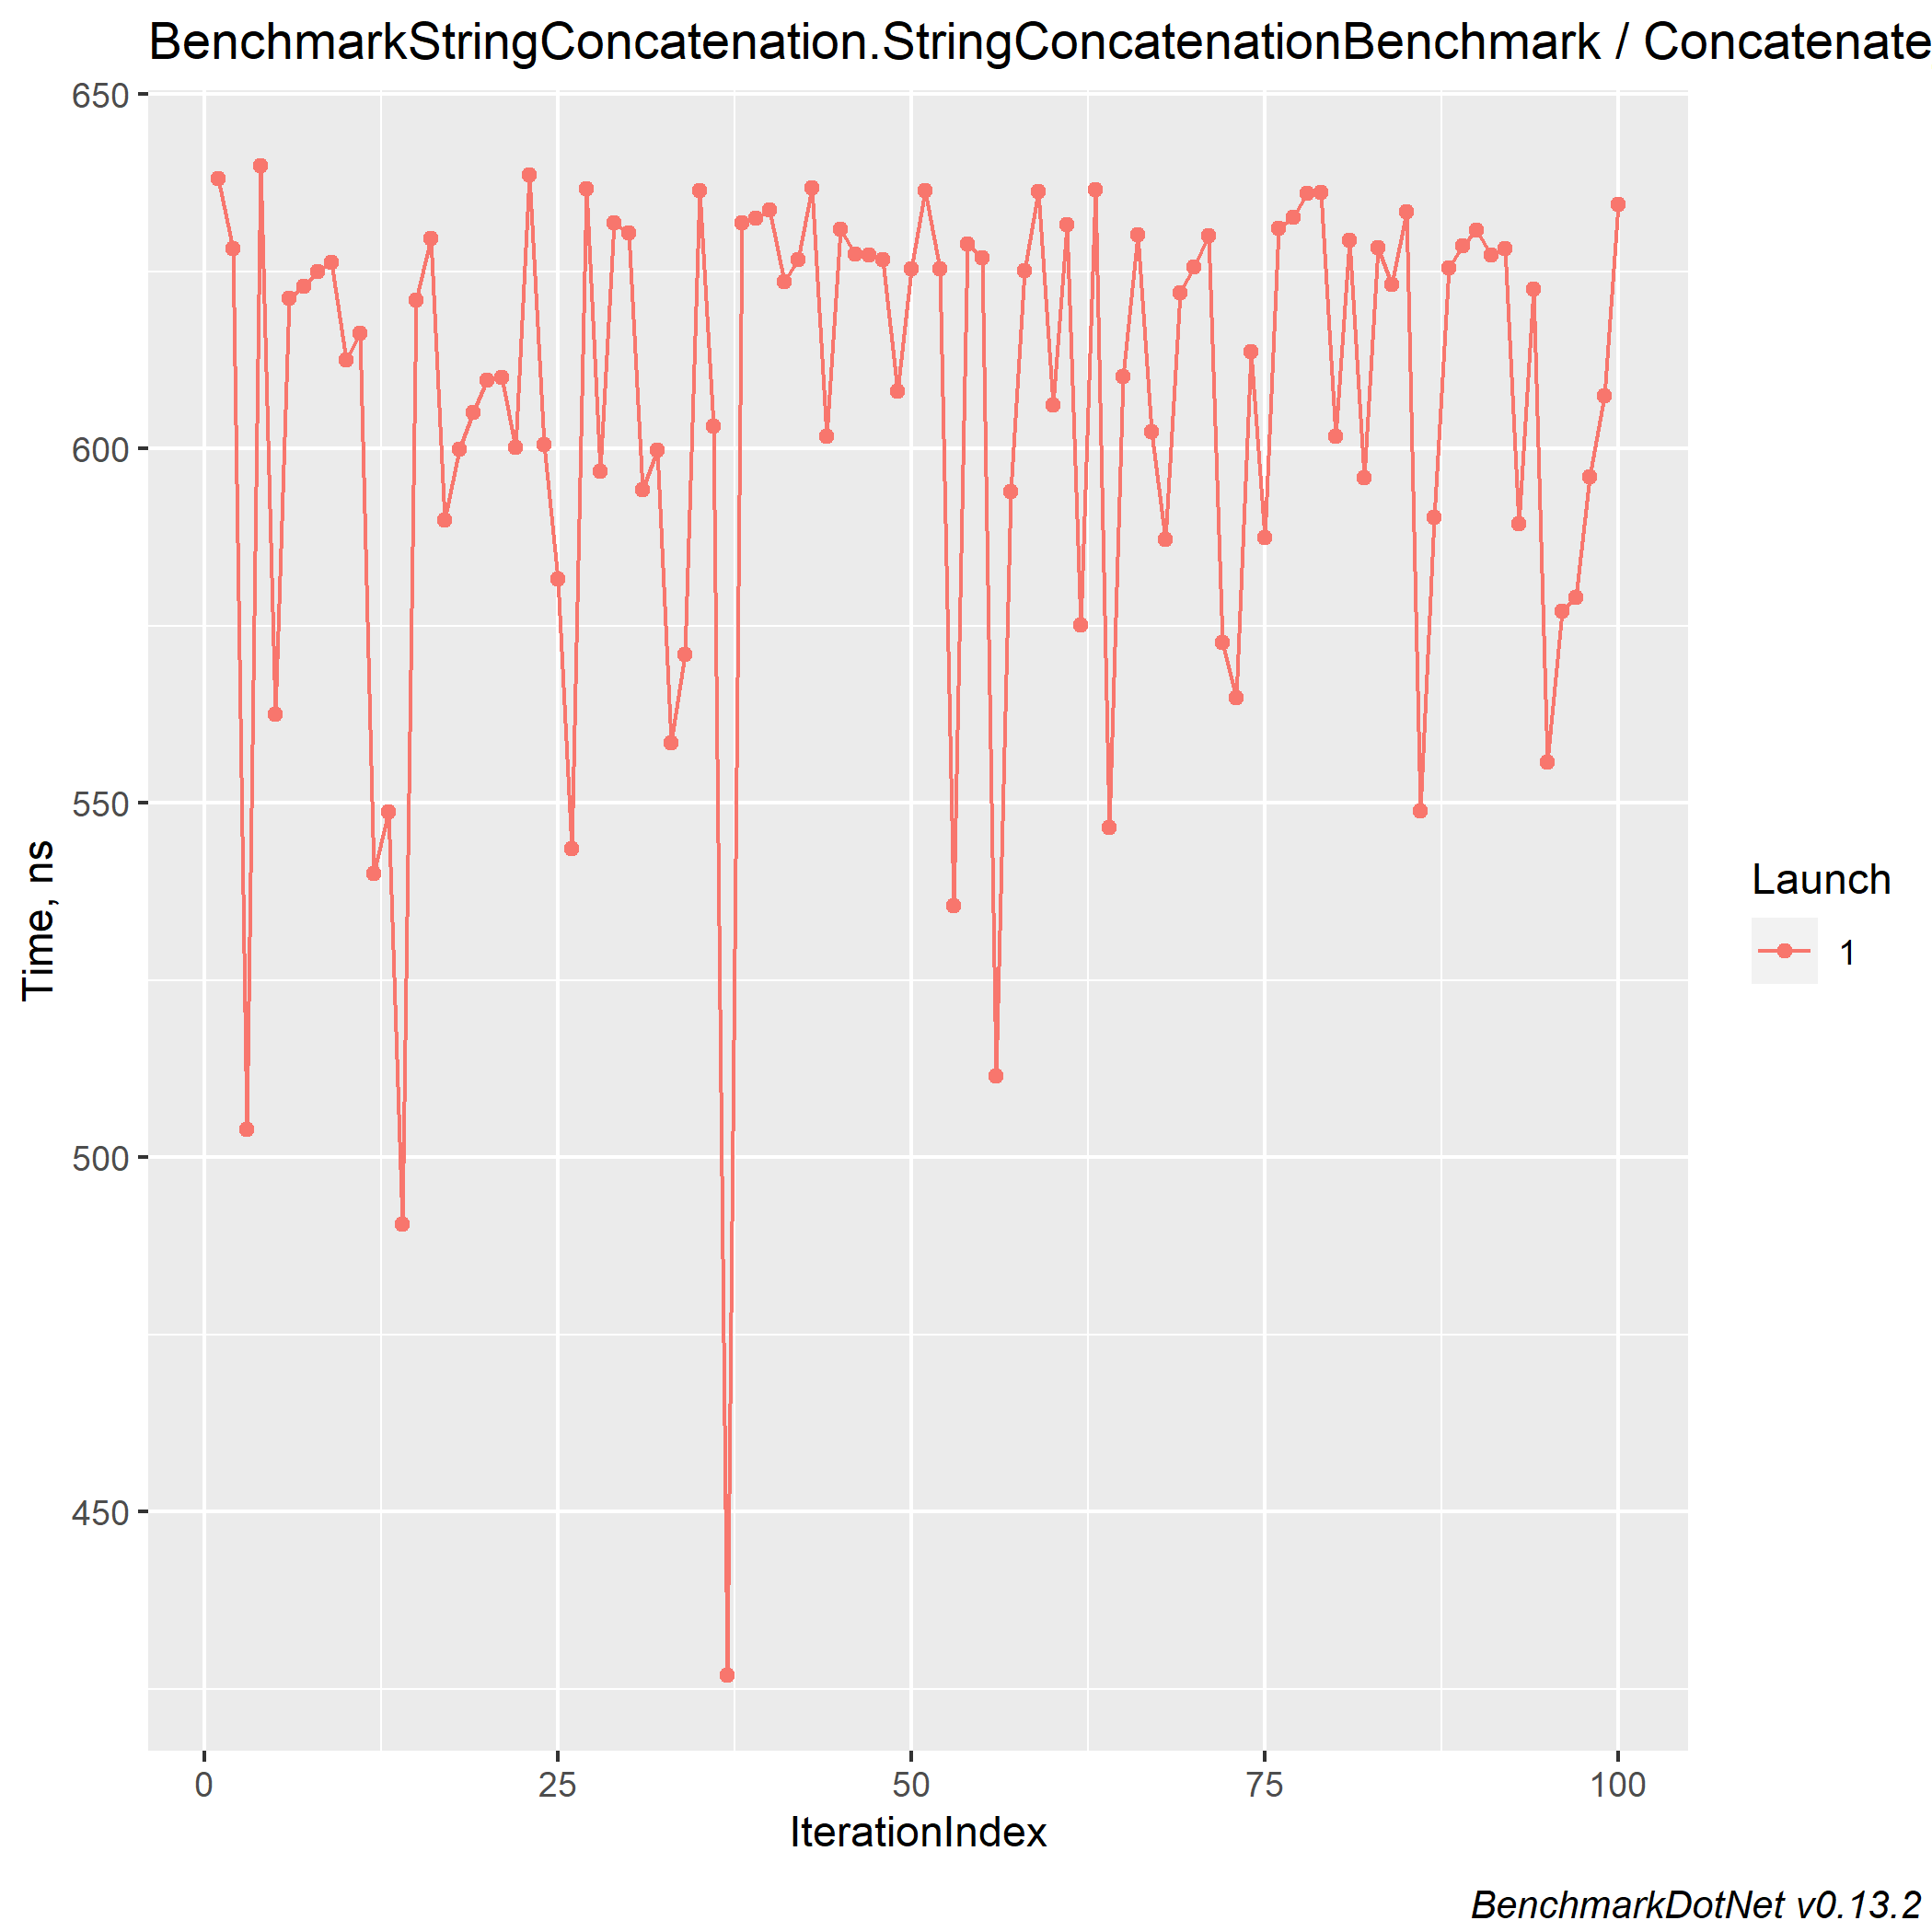 BenchmarkStringConcatenation.StringConcatenationBenchmark / Concatenate
650
600
550
500
450
Time, ns
0 25 50 75 100
IterationIndex
Launch
1
BenchmarkDotNet v0.13.2